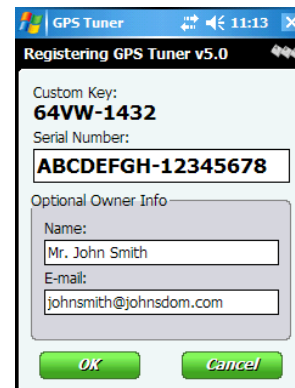 GPS Tuner 11:13
Registering GPS Tuner v5.0
Custom Key:
64VW-1432
Serial Number:
ABCDEFGH-12345678
Optional Owner Info
Name:
Mr. John Smith
E-mail:
johnsmith@johnsdom.com
OK Cancel